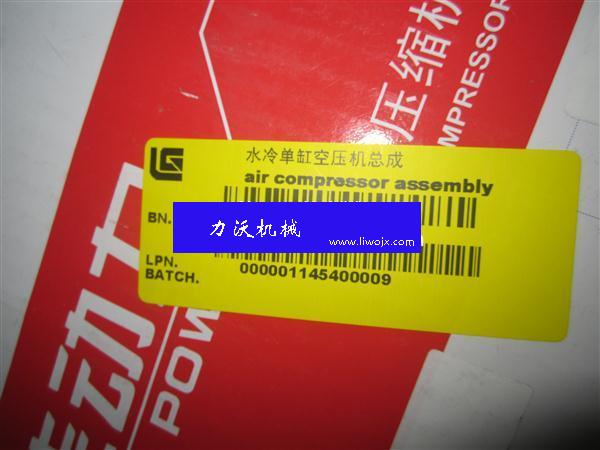 压缩机
MPRESSOR
水冷单缸空压机总成
air compressor assembly
BN.
力沃机械
www.liwojx.com
LPN.
BATCH.
000001145400009
动力
POW